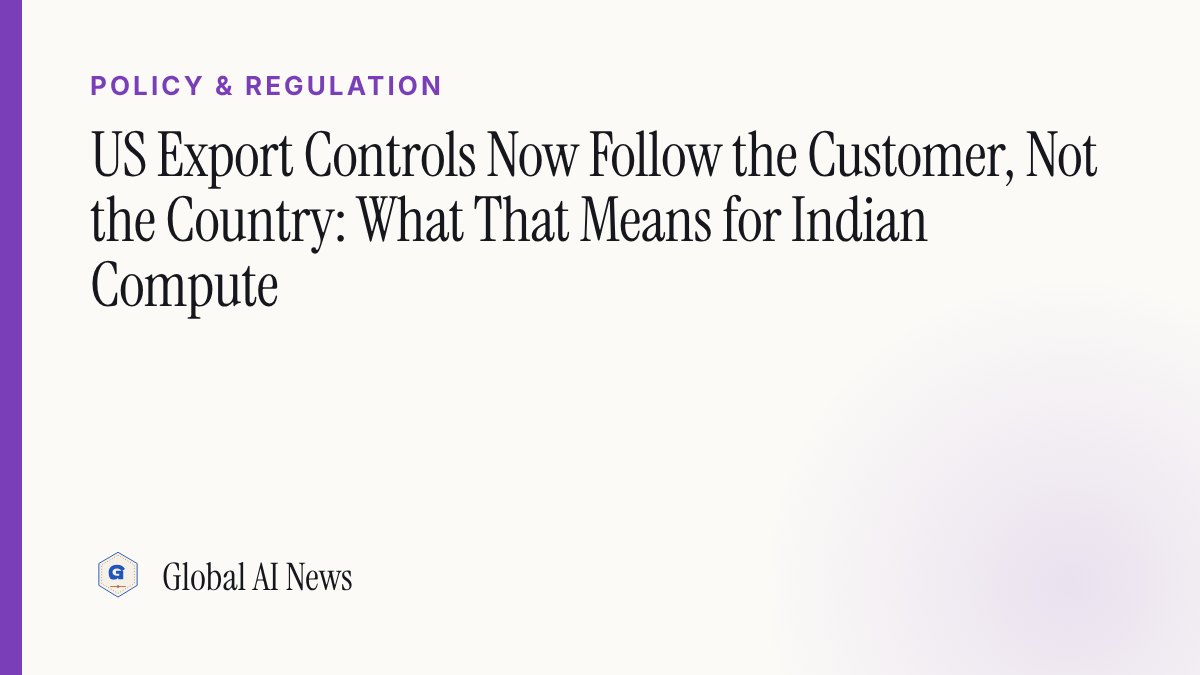 POLICY & REGULATION
US Export Controls Now Follow the Customer, Not
the Country: What That Means for Indian
Compute
G
Global AI News